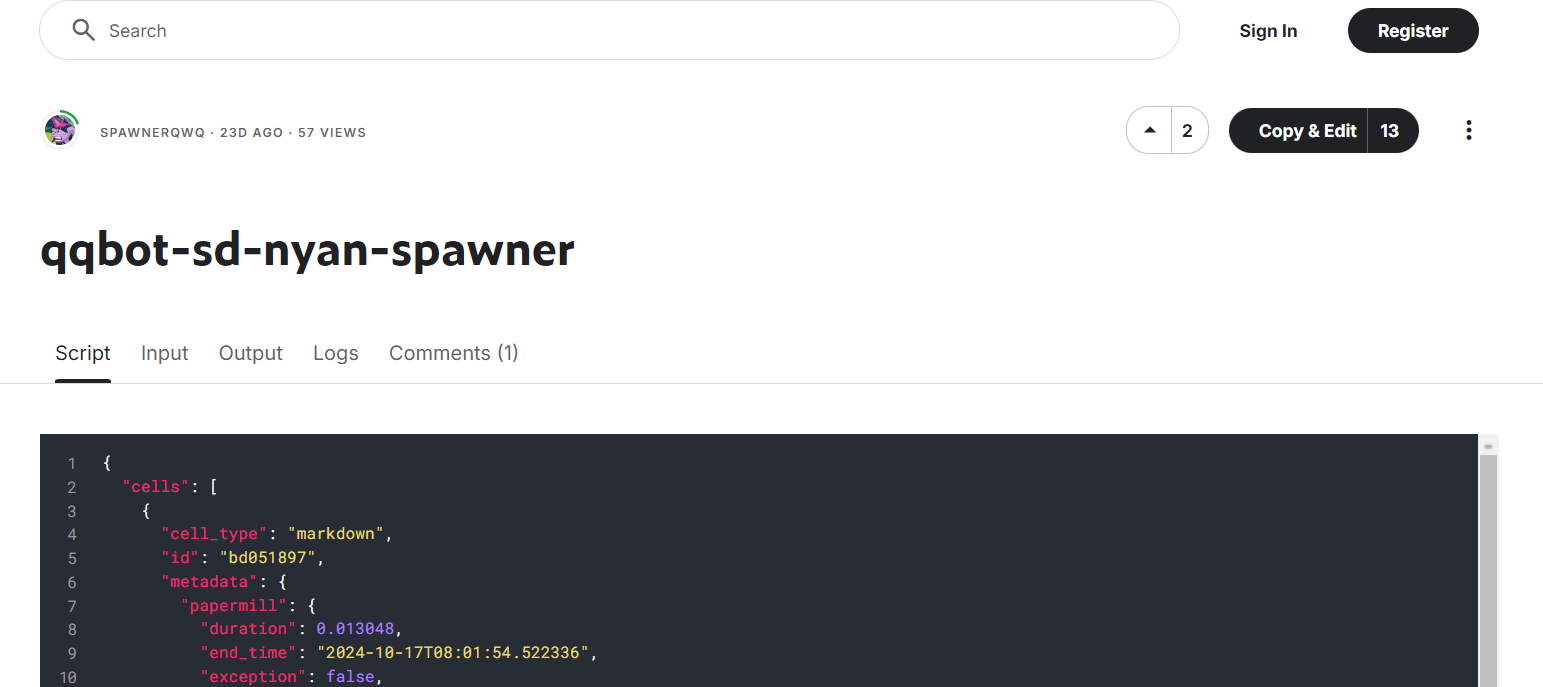 Search
Sign In
Register
SPAWNERQWQ · 23D AGO · 57 VIEWS
2
Copy & Edit
13
qqbot-sd-nyan-spawner
Script Input Output Logs Comments (1)
1 {
2 "cells": [
3 {
4 "cell_type": "markdown",
5 "id": "bd051897",
6 "metadata": {
7 "papermill": {
8 "duration": 0.013048,
9 "end_time": "2024-10-17T08:01:54.522336",
10 "exception": false,